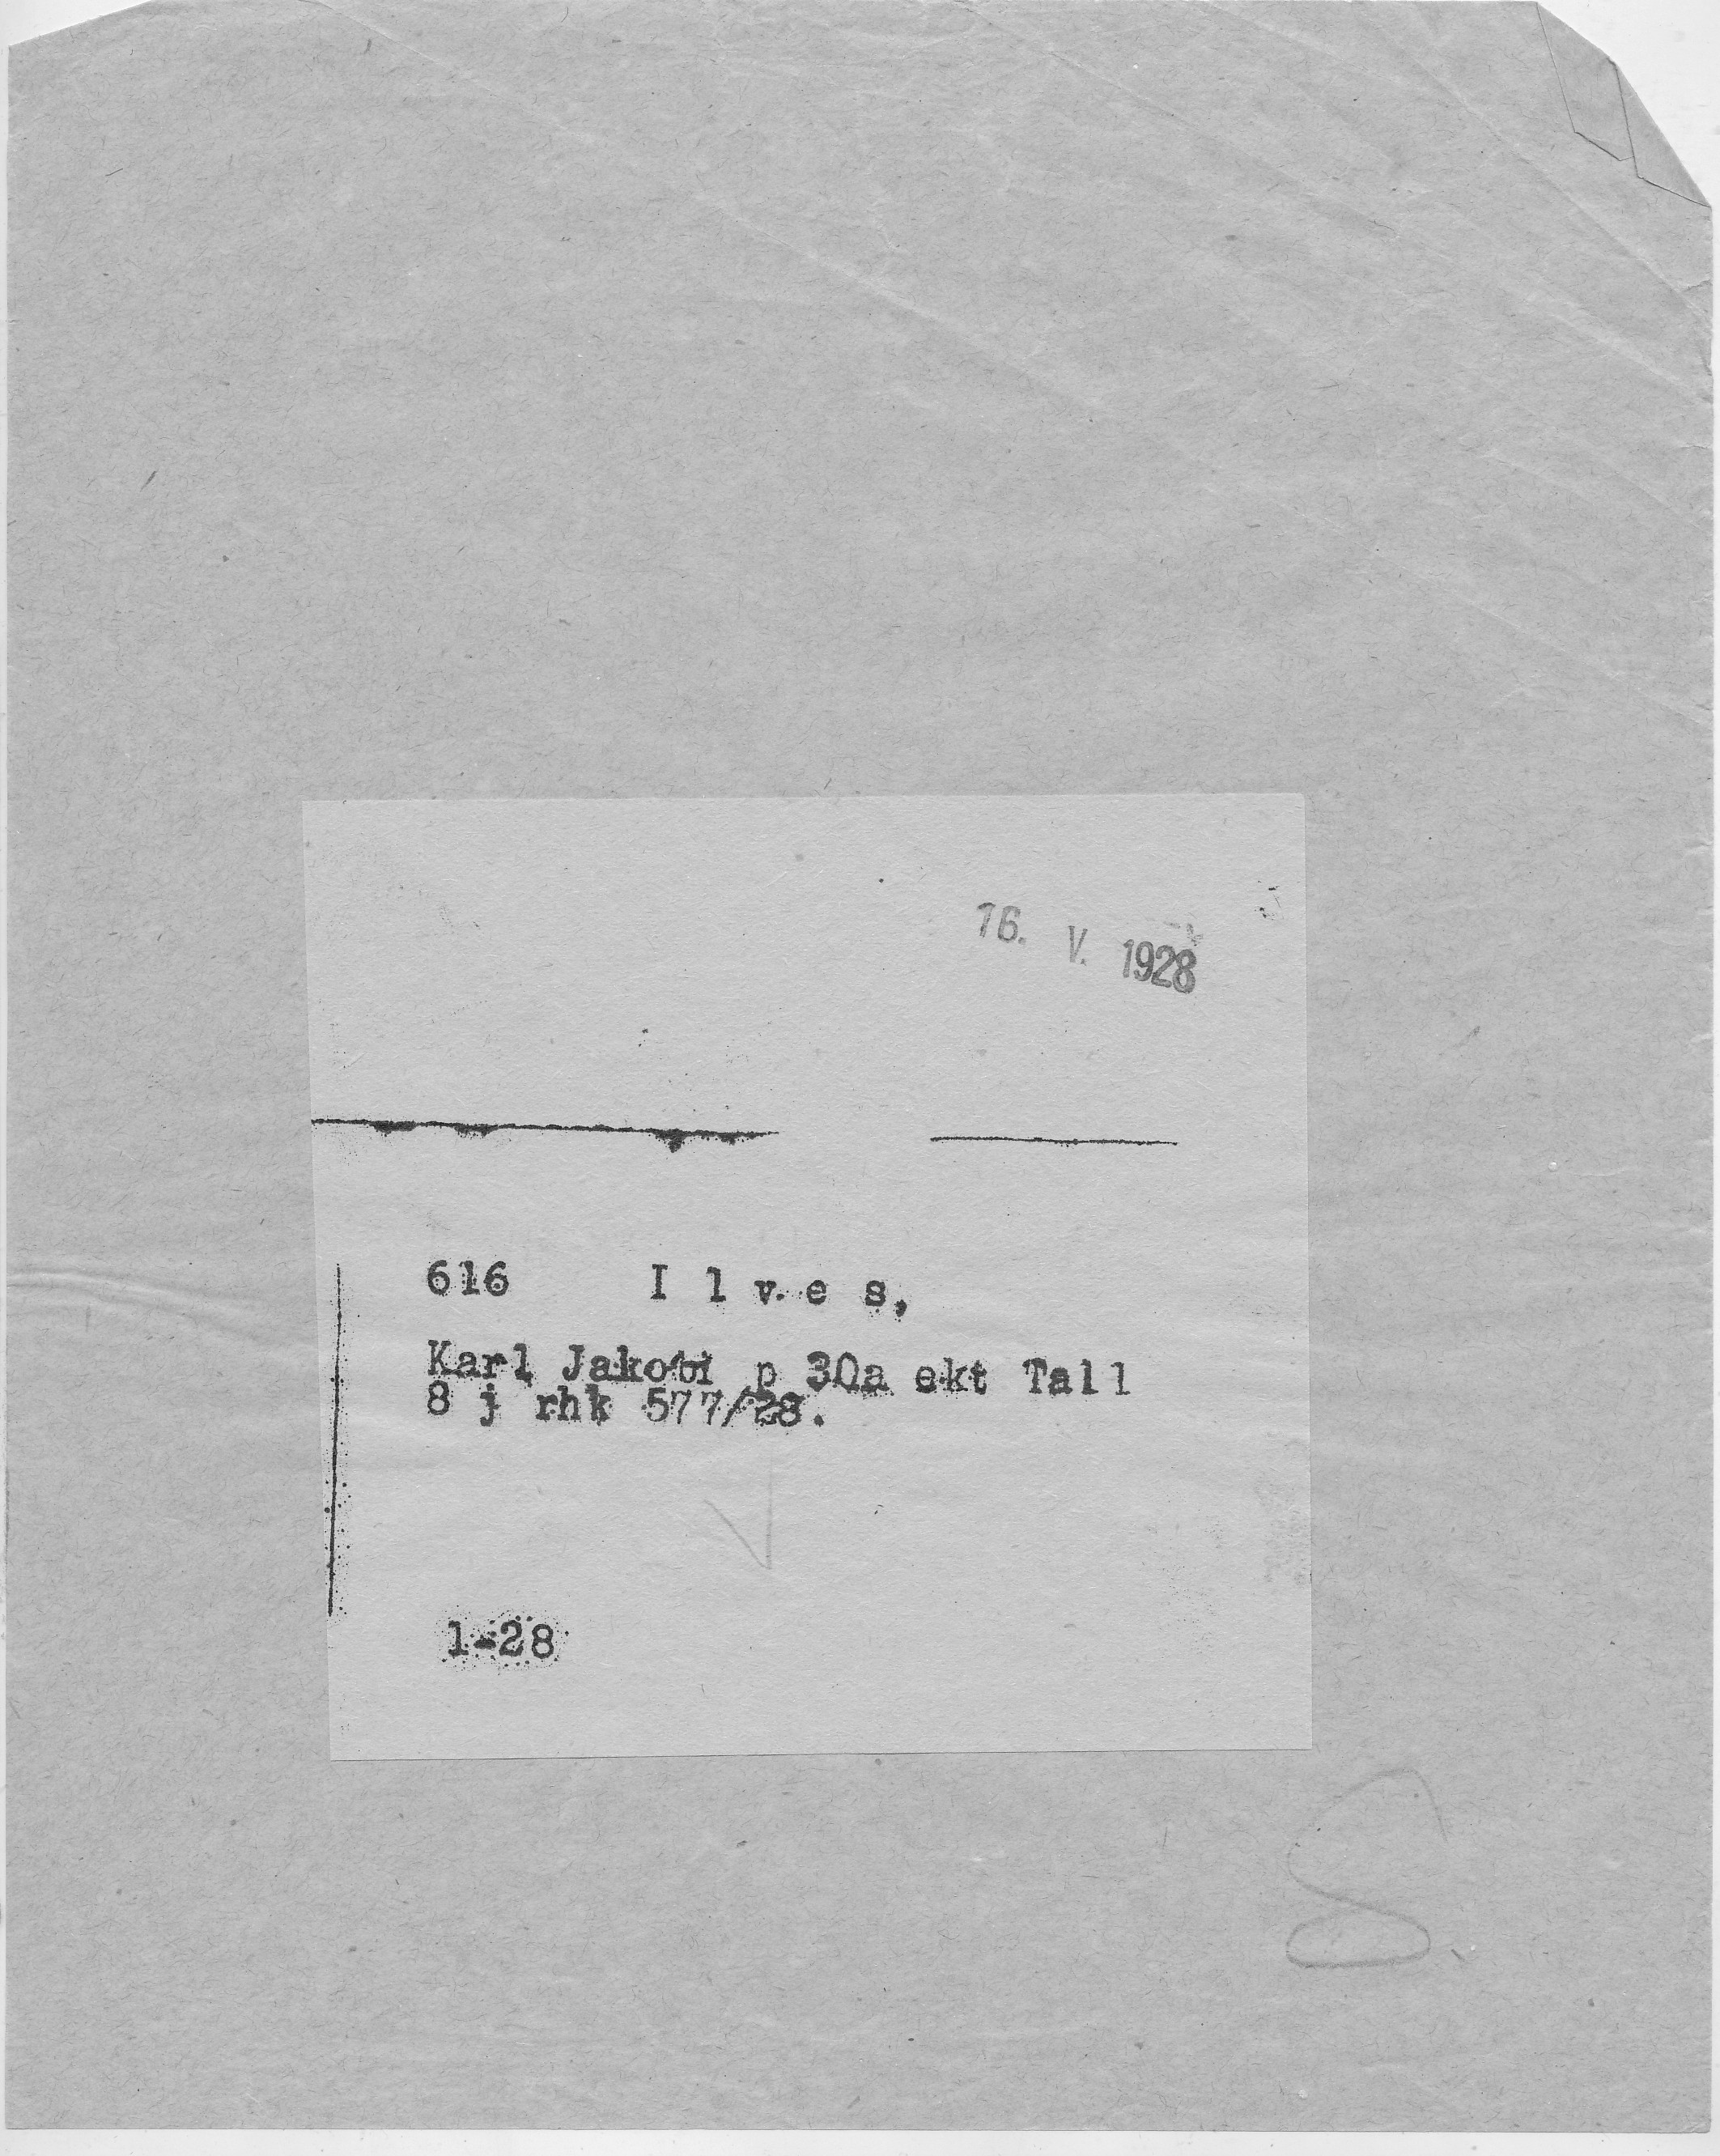 16. V. 1928
616 I l v e s,
Karl Jakobi p 30a ekt Tall
8 j rhk 577/28.
1-28